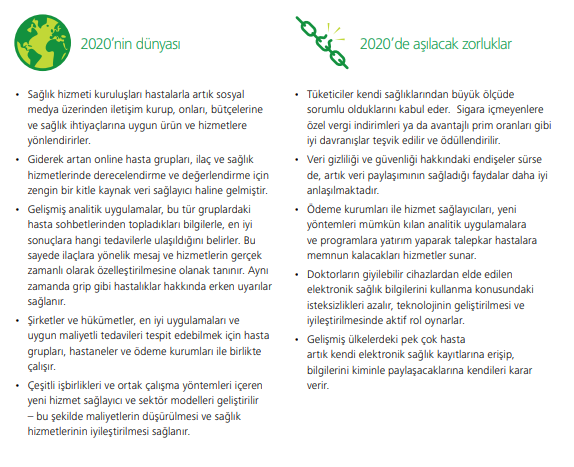 2020'nin dünyası
• Sağlık hizmeti kuruluşları hastalarla artık sosyal
medya üzerinden iletişim kurup, onları, bütçelerine
ve sağlık ihtiyaçlarına uygun ürün ve hizmetlere
yönlendirirler.
• Giderek artan online hasta grupları, ilaç ve sağlık
hizmetlerinde derecelendirme ve değerlendirme için
zengin bir kitle kaynak veri sağlayıcı haline gelmiştir.
• Gelişmiş analitik uygulamalar, bu tür gruplardaki
hasta sohbetlerinden topladıkları bilgilerle, en iyi
sonuçlara hangi tedavilerle ulaşıldığını belirler. Bu
sayede ilaçlara yönelik mesaj ve hizmetlerin gerçek
zamanlı olarak özelleştirilmesine olanak tanınır. Aynı
zamanda grip gibi hastalıklar hakkında erken uyarılar
sağlanır.
• Şirketler ve hükümetler, en iyi uygulamaları ve
uygun maliyetli tedavileri tespit edebilmek için hasta
grupları, hastaneler ve ödeme kurumları ile birlikte
çalışır.
• Çeşitli işbirlikleri ve ortak çalışma yöntemleri içeren
yeni hizmet sağlayıcı ve sektör modelleri geliştirilir
– bu şekilde maliyetlerin düşürülmesi ve sağlık
hizmetlerinin iyileştirilmesi sağlanır.
2020'de aşılacak zorluklar
• Tüketiciler kendi sağlıklarından büyük ölçüde
sorumlu olduklarını kabul eder. Sigara içmeyenlere
özel vergi indirimleri ya da avantajlı prim oranları gibi
iyi davranışlar teşvik edilir ve ödüllendirilir.
• Veri gizliliği ve güvenliği hakkındaki endişeler sürse
de, artık veri paylaşımının sağladığı faydalar daha iyi
anlaşılmaktadır.
• Ödeme kurumları ile hizmet sağlayıcıları, yeni
yöntemleri mümkün kılan analitik uygulamalara
ve programlara yatırım yaparak talepkar hastalara
memnun kalacakları hizmetler sunar.
• Doktorların giyilebilir cihazlardan elde edilen
elektronik sağlık bilgilerini kullanma konusundaki
isteksizlikleri azalır, teknolojinin geliştirilmesi ve
iyileştirilmesinde aktif rol oynarlar.
• Gelişmiş ülkelerdeki pek çok hasta
artık kendi elektronik sağlık kayıtlarına erişip,
bilgilerini kiminle paylaşacaklarına kendileri karar
verir.